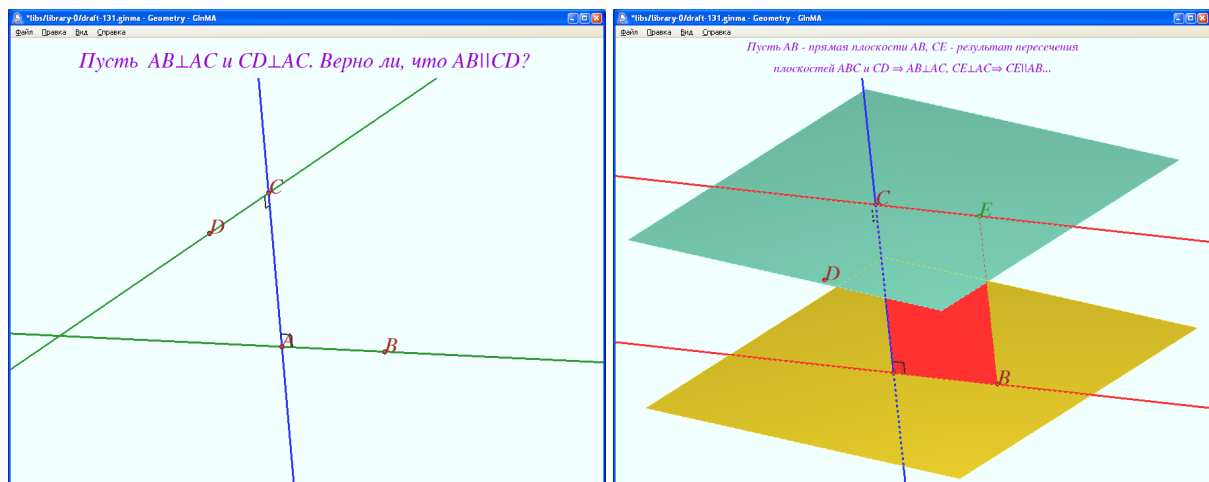 *libs/library-0/draft-131.ginma - Geometry - GInMA
Файл Правка Вид Справка
Пусть AB⊥AC и CD⊥AC. Верно ли, что AB||CD?
C
D
A
B
*libs/library-0/draft-131.ginma - Geometry - GInMA
Файл Правка Вид Справка
Пусть AB - прямая плоскости AB, CE - результат пересечения
плоскостей ABC и CD ⇒ AB⊥AC, CE⊥AC⇒ CE||AB...
C
E
D
B